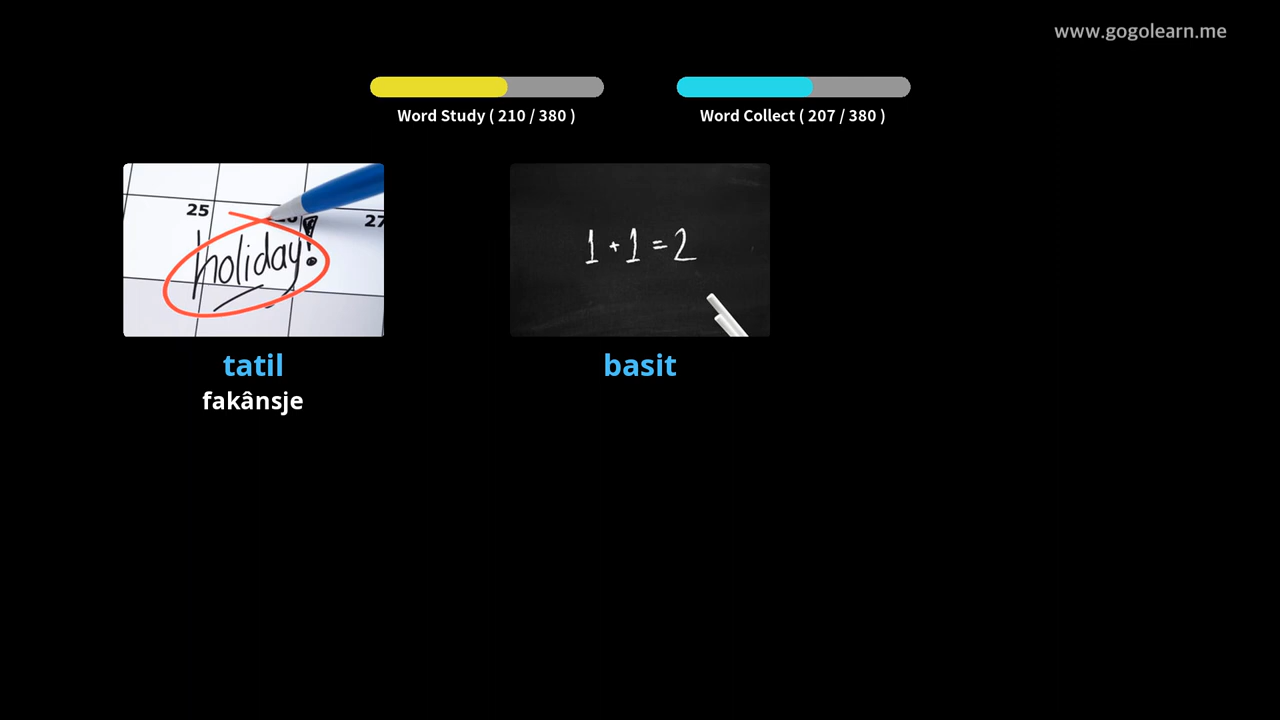 www.gogolearn.me
Word Study ( 210 / 380 )
Word Collect ( 207 / 380 )
25
27
holiday!
1 + 1 = 2
tatil
basit
fakânsje